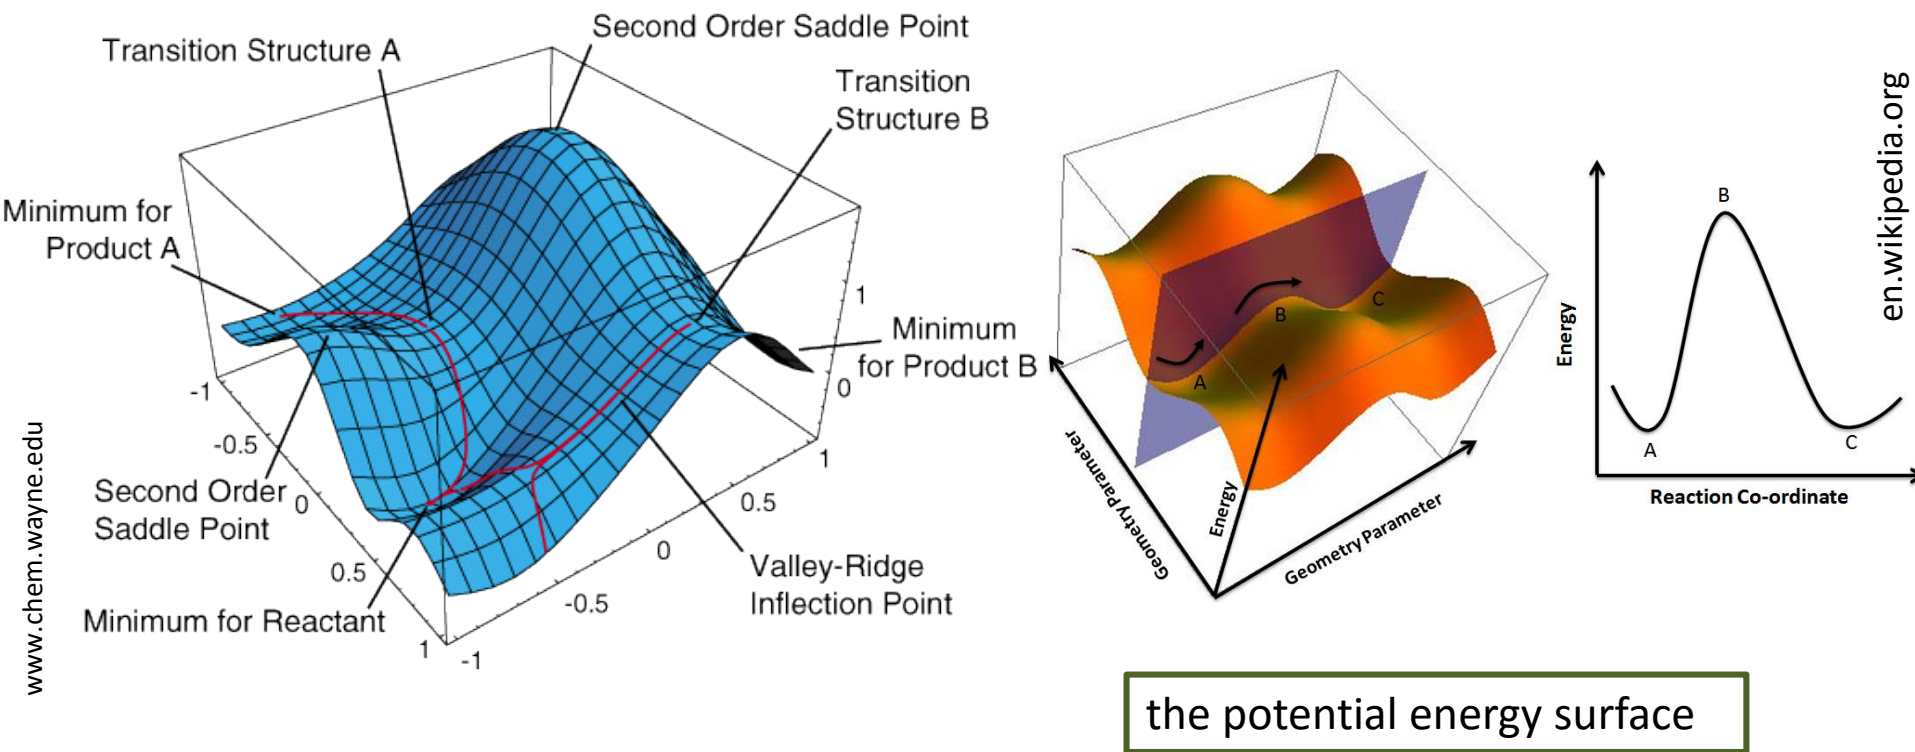 Second Order Saddle Point
Transition Structure A
Transition
Structure B
Minimum for
Product A
Minimum
for Product B
Second Order
Saddle Point
Valley-Ridge
Inflection Point
Minimum for Reactant
-1
-0.5
0
0.5
1
-1
-0.5
0
0.5
1
1
0
www.chem.wayne.edu
A
B
C
Geometry Parameter
Energy
Geometry Parameter
Energy
B
A
C
Reaction Co-ordinate
en.wikipedia.org
the potential energy surface